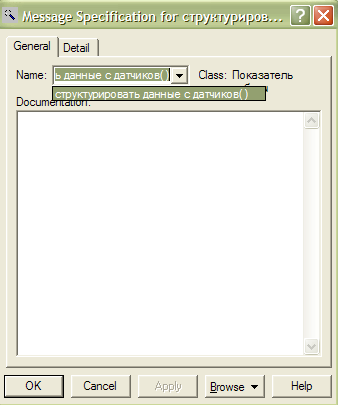 Message Specification for структуриров...
General Detail
Name: ь данные с датчиков() Class: Показатель
структурировать данные с датчиков()
Documentation:
OK Cancel Apply Browse Help